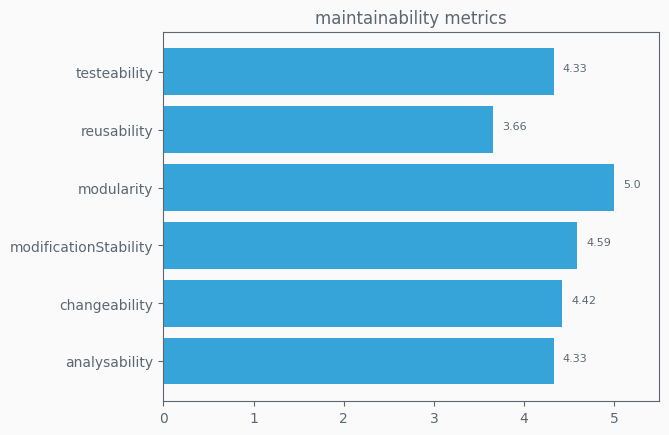 maintainability metrics
testeability
4.33
reusability
3.66
modularity
5.0
modificationStability
4.59
changeability
4.42
analysability
4.33
0 1 2 3 4 5